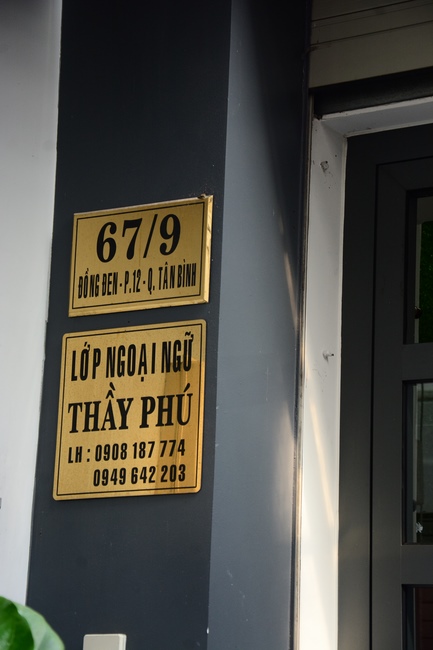 67/9
ĐỒNG ĐEN - P.12 - Q. TÂN BÌNH
LỚP NGOẠI NGỮ
THẦY PHÚ
LH : 0908 187 774
0949 642 203